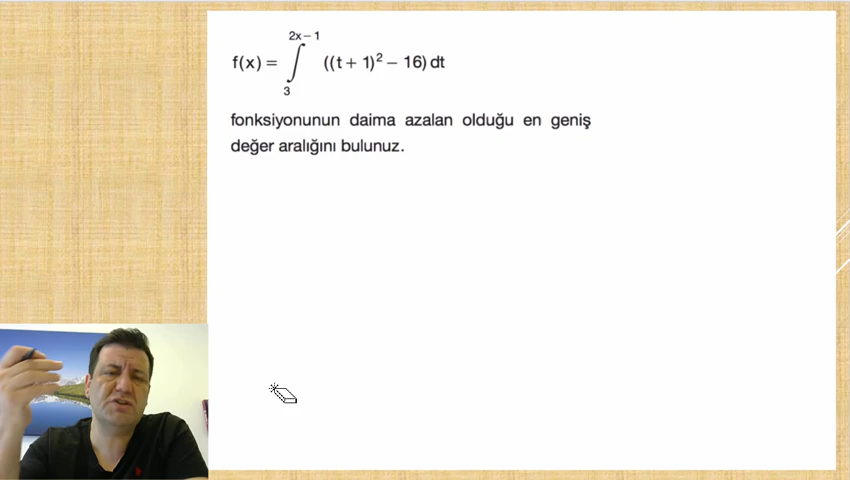 2x – 1
f(x) = ∫ ((t + 1)² – 16) dt
3
fonksiyonunun daima azalan olduğu en geniş
değer aralığını bulunuz.